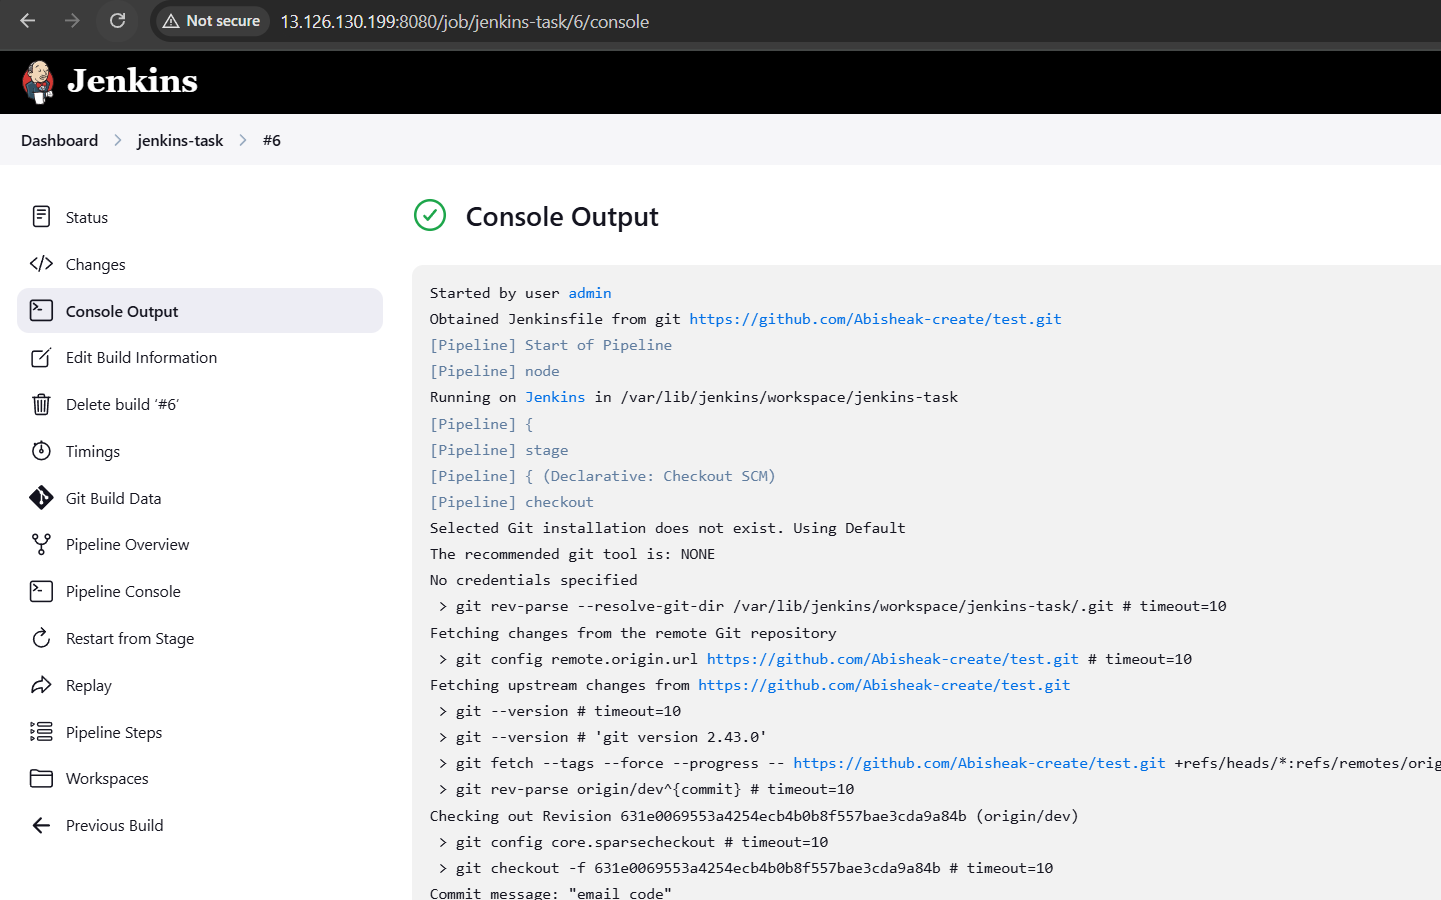 Not secure 13.126.130.199:8080/job/jenkins-task/6/console
Jenkins
Dashboard > jenkins-task > #6
Status
Changes
Console Output
Edit Build Information
Delete build ‘#6’
Timings
Git Build Data
Pipeline Overview
Pipeline Console
Restart from Stage
Replay
Pipeline Steps
Workspaces
Previous Build
Console Output
Started by user admin
Obtained Jenkinsfile from git https://github.com/Abisheak-create/test.git
[Pipeline] Start of Pipeline
[Pipeline] node
Running on Jenkins in /var/lib/jenkins/workspace/jenkins-task
[Pipeline] {
[Pipeline] stage
[Pipeline] { (Declarative: Checkout SCM)
[Pipeline] checkout
Selected Git installation does not exist. Using Default
The recommended git tool is: NONE
No credentials specified
 > git rev-parse --resolve-git-dir /var/lib/jenkins/workspace/jenkins-task/.git # timeout=10
Fetching changes from the remote Git repository
 > git config remote.origin.url https://github.com/Abisheak-create/test.git # timeout=10
Fetching upstream changes from https://github.com/Abisheak-create/test.git
 > git --version # timeout=10
 > git --version # 'git version 2.43.0'
 > git fetch --tags --force --progress -- https://github.com/Abisheak-create/test.git +refs/heads/*:refs/remotes/orig
 > git rev-parse origin/dev^{commit} # timeout=10
Checking out Revision 631e0069553a4254ecb4b0b8f557bae3cda9a84b (origin/dev)
 > git config core.sparsecheckout # timeout=10
 > git checkout -f 631e0069553a4254ecb4b0b8f557bae3cda9a84b # timeout=10
Commit message: "email code"